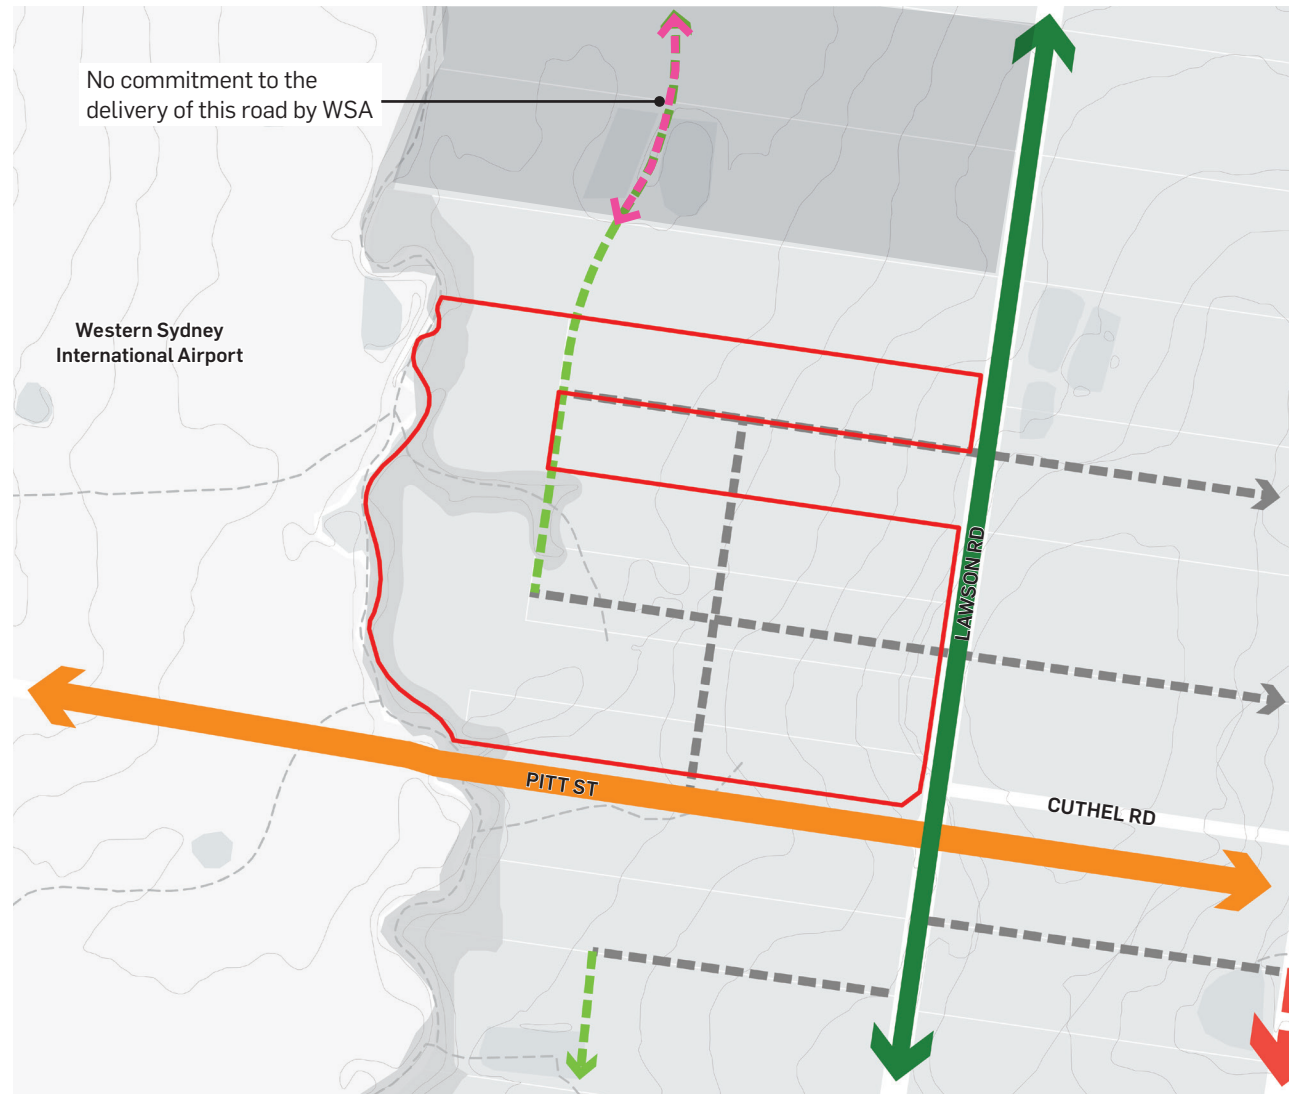 No commitment to the
delivery of this road by WSA
Western Sydney
International Airport
LAWSON RD
PITT ST
CUTHEL RD